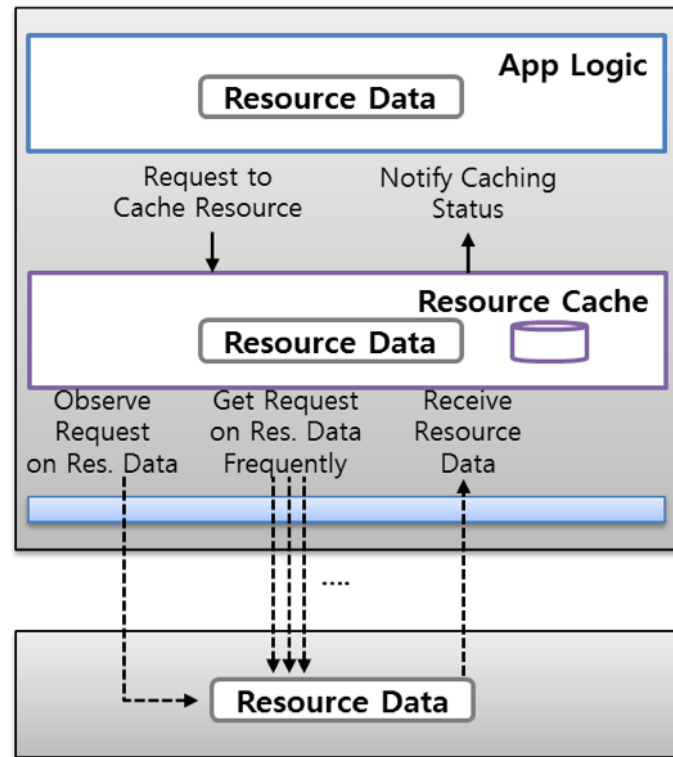 App Logic
Resource Data
Request to
Cache Resource
Notify Caching
Status
Resource Cache
Resource Data
Observe
Request
on Res. Data
Get Request
on Res. Data
Frequently
Receive
Resource
Data
....
Resource Data